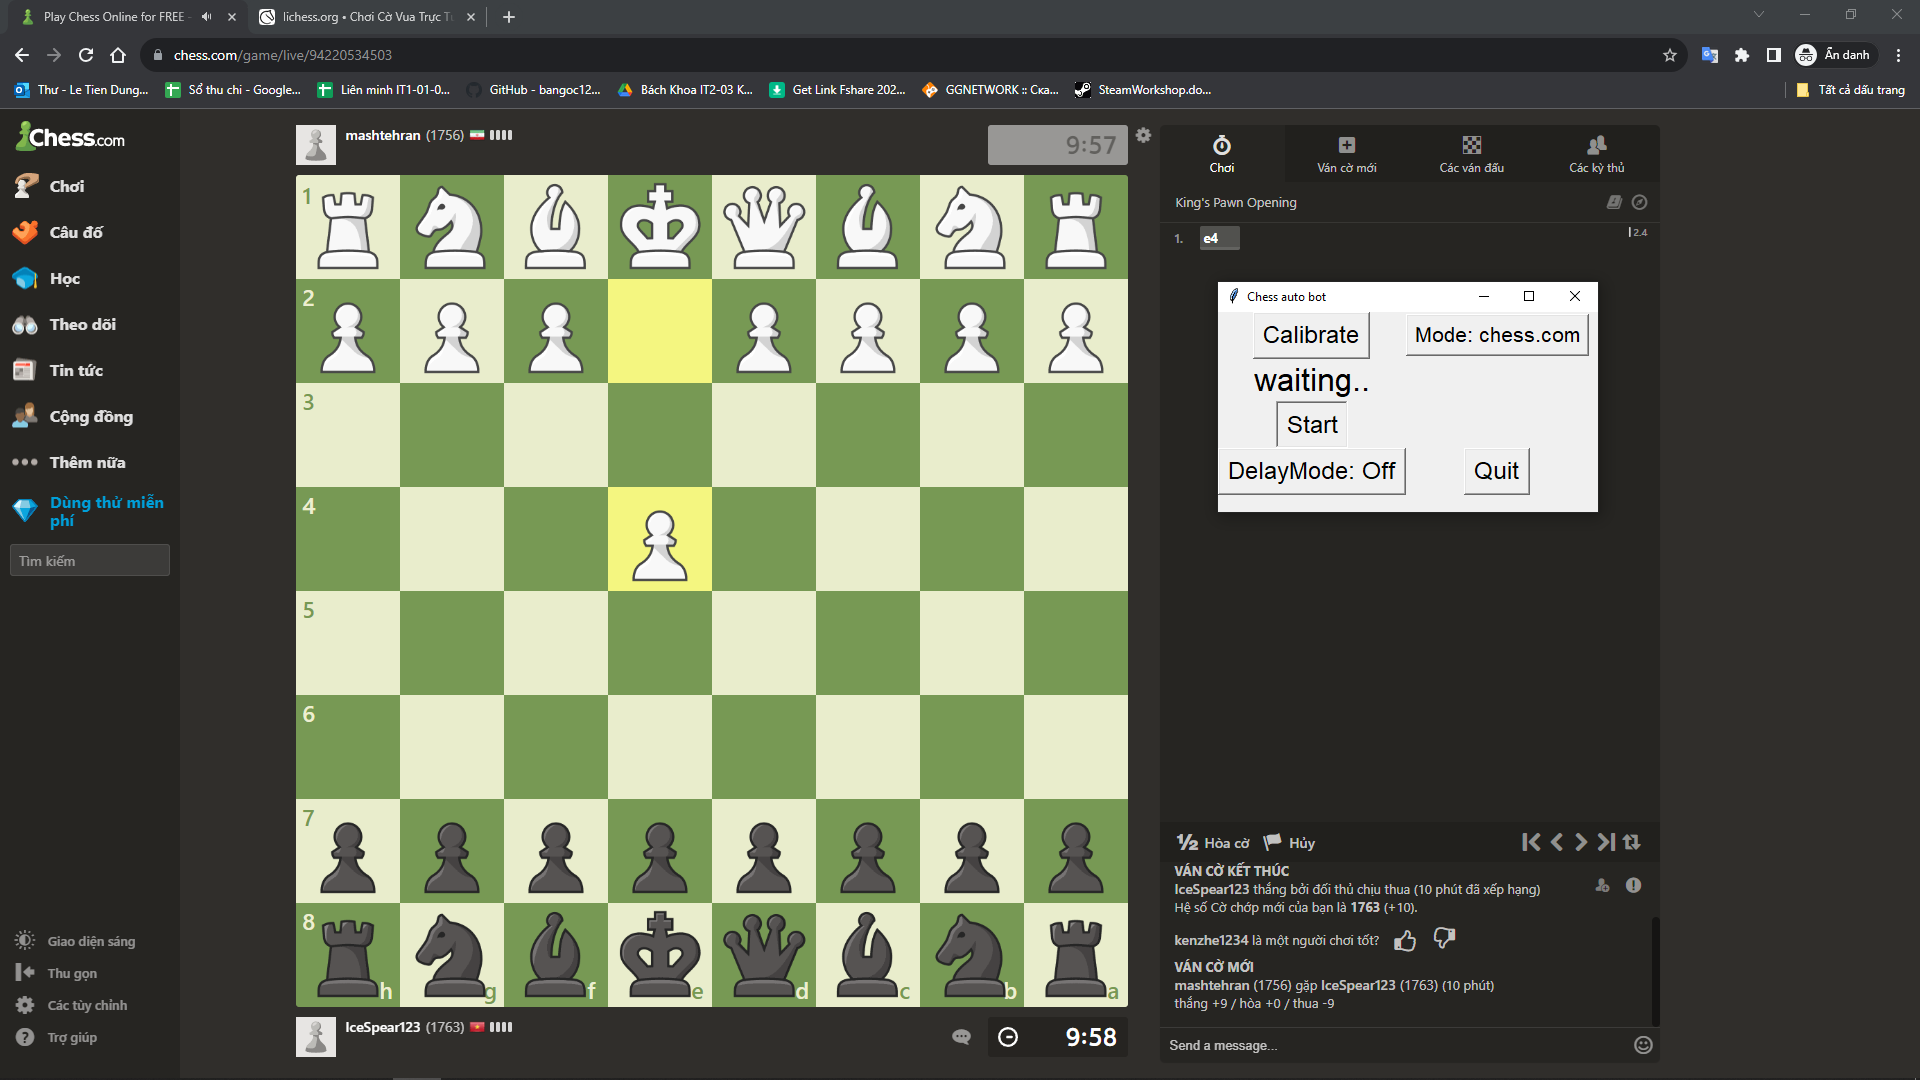 Play Chess Online for FREE -
lichess.org • Chơi Cờ Vua Trực T
chess.com/game/live/94220534503
Ẩn danh
Thư - Le Tien Dung...
Sổ thu chi - Google...
Liên minh IT1-01-0...
GitHub - bangoc12...
Bách Khoa IT2-03 K...
Get Link Fshare 202...
GGNETWORK :: Ска...
SteamWorkshop.do...
Tất cả dấu trang
Chess.com
Chơi
Câu đố
Học
Theo dõi
Tin tức
Cộng đồng
Thêm nữa
Dùng thử miễn
phí
Tìm kiếm
Giao diện sáng
Thu gọn
Các tùy chỉnh
Trợ giúp
mashtehran (1756)
9:57
1
2
3
4
5
6
7
8
h g f e d c b a
IceSpear123 (1763)
9:58
Chơi
Ván cờ mới
Các ván đấu
Các kỳ thủ
King's Pawn Opening
1. e4
2.4
Chess auto bot
Calibrate
Mode: chess.com
waiting..
Start
DelayMode: Off
Quit
½ Hòa cờ
Hủy
VÁN CỜ KẾT THÚC
IceSpear123 thắng bởi đối thủ chịu thua (10 phút đã xếp hạng)
Hệ số Cờ chớp mới của bạn là 1763 (+10).
kenzhe1234 là một người chơi tốt?
VÁN CỜ MỚI
mashtehran (1756) gặp IceSpear123 (1763) (10 phút)
thắng +9 / hòa +0 / thua -9
Send a message...